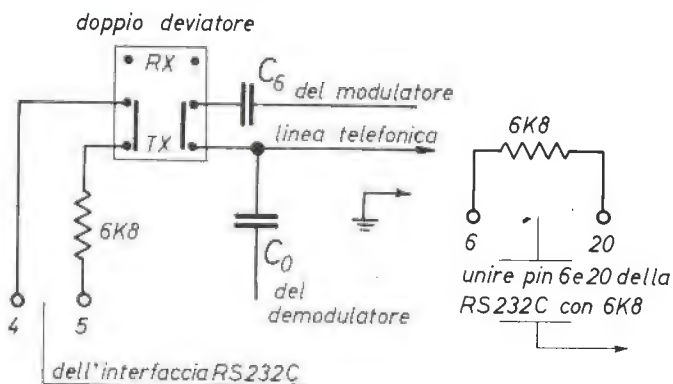 doppio deviatore
RX
C6
del modulatore
TX
linea telefonica
6K8
6K8
C0
del
demodulatore
4
5
dell'interfaccia RS232C
6
20
unire pin 6 e 20 della
RS232C con 6K8